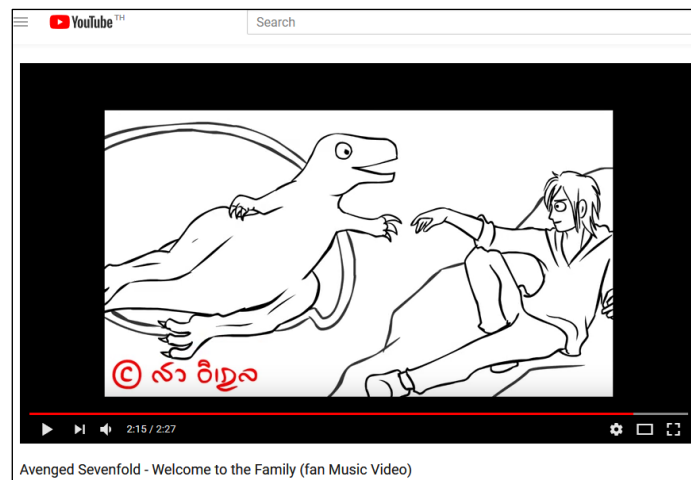 YouTube TH
Search
©
2:15 / 2:27
Avenged Sevenfold - Welcome to the Family (fan Music Video)